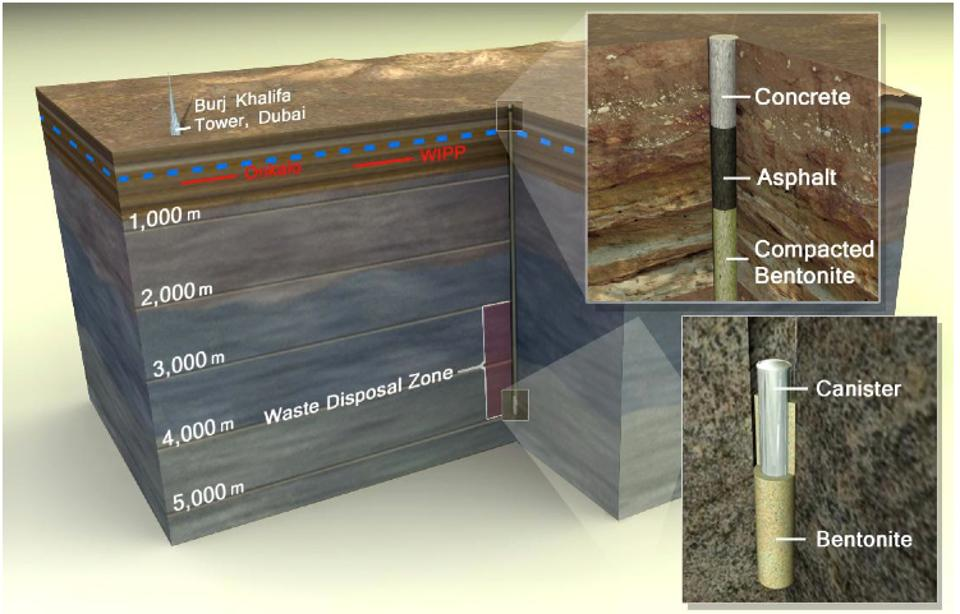 Burj Khalifa
Tower, Dubai
Onkalo
WIPP
1,000 m
2,000 m
3,000 m
4,000 m
5,000 m
Waste Disposal Zone
Concrete
Asphalt
Compacted
Bentonite
Canister
Bentonite